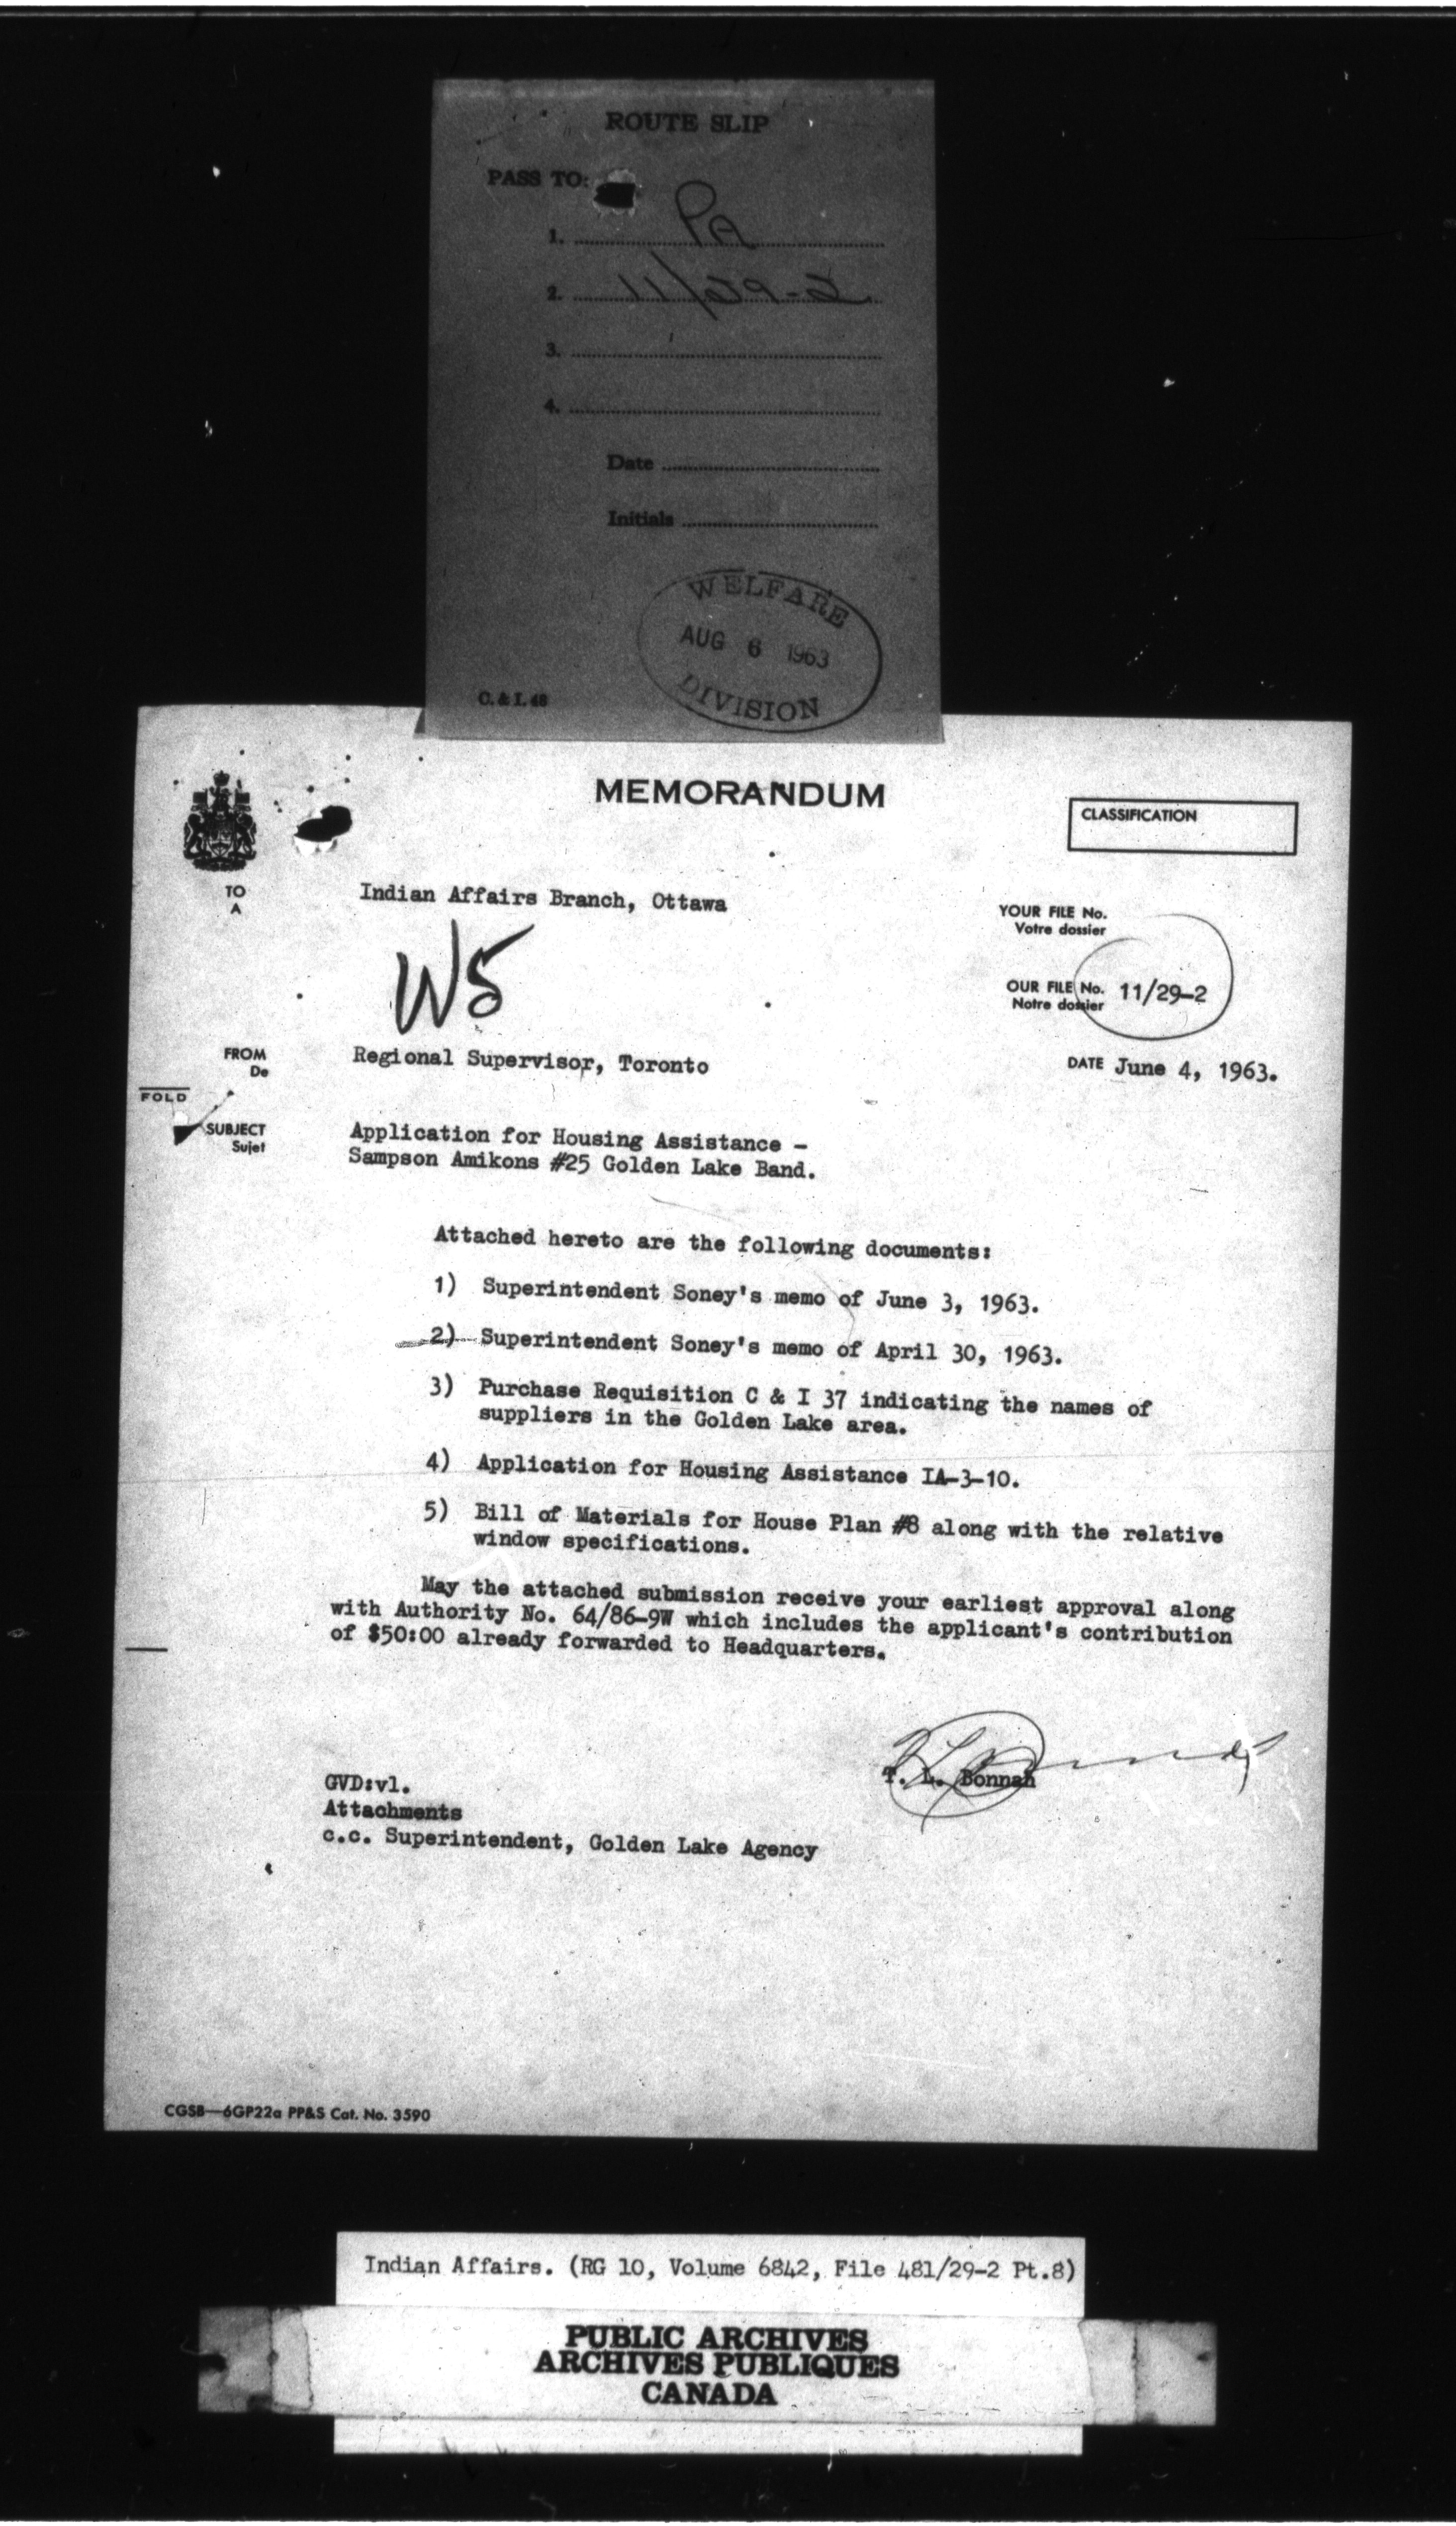 ROUTE SLIP
PASS TO:
1. PA
2. 11/29-2
3.
4.
Date
Initials
WELFARE
AUG 6 1963
DIVISION
C. & I. 48
MEMORANDUM
CLASSIFICATION
TO
A
Indian Affairs Branch, Ottawa
YOUR FILE No.
Votre dossier
W5
OUR FILE No. 11/29-2
Notre dossier
FROM
De
Regional Supervisor, Toronto
DATE June 4, 1963.
FOLD
SUBJECT
Sujet
Application for Housing Assistance -
Sampson Amikons #25 Golden Lake Band.
Attached hereto are the following documents:
1) Superintendent Soney's memo of June 3, 1963.
2) Superintendent Soney's memo of April 30, 1963.
3) Purchase Requisition C & I 37 indicating the names of
suppliers in the Golden Lake area.
4) Application for Housing Assistance IA-3-10.
5) Bill of Materials for House Plan #8 along with the relative
window specifications.
May the attached submission receive your earliest approval along
with Authority No. 64/86-9W which includes the applicant's contribution
of $50:00 already forwarded to Headquarters.
T. L. Bonnah
GVD:vl.
Attachments
c.c. Superintendent, Golden Lake Agency
CGSB—6GP22a PP&S Cat. No. 3590
Indian Affairs. (RG 10, Volume 6842, File 481/29-2 Pt.8)
PUBLIC ARCHIVES
ARCHIVES PUBLIQUES
CANADA